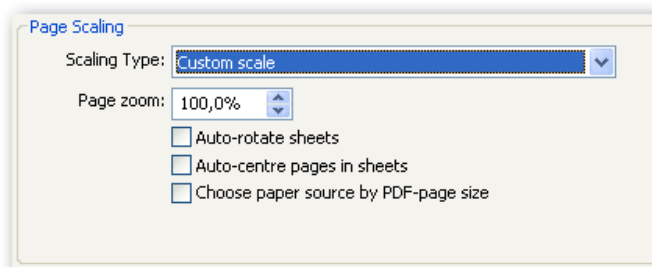 Page Scaling
Scaling Type: Custom scale
Page zoom: 100,0%
Auto-rotate sheets
Auto-centre pages in sheets
Choose paper source by PDF-page size